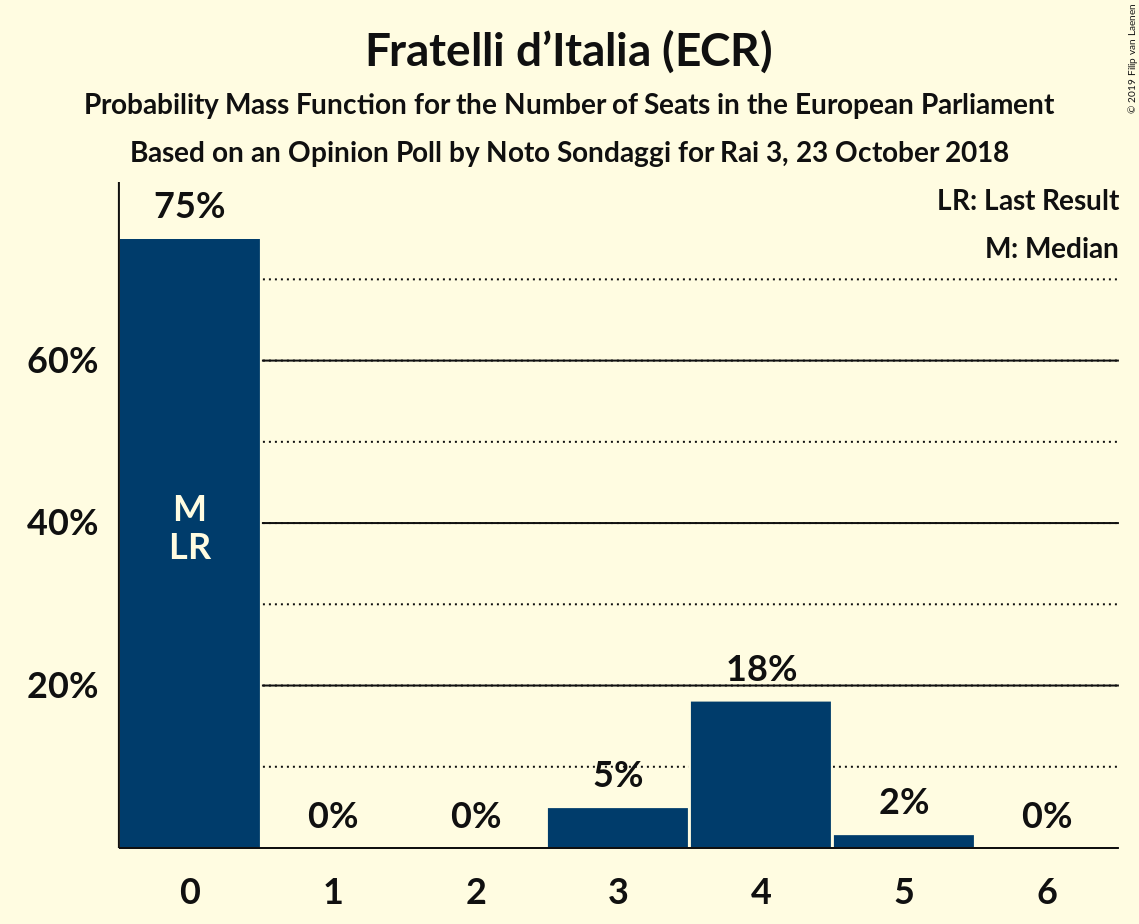 Fratelli d’Italia (ECR)
Probability Mass Function for the Number of Seats in the European Parliament
Based on an Opinion Poll by Noto Sondaggi for Rai 3, 23 October 2018
© 2019 Filip van Laenen
LR: Last Result
M: Median
75%
60%
40%
20%
M
LR
0%
0%
5%
18%
2%
0%
0 1 2 3 4 5 6